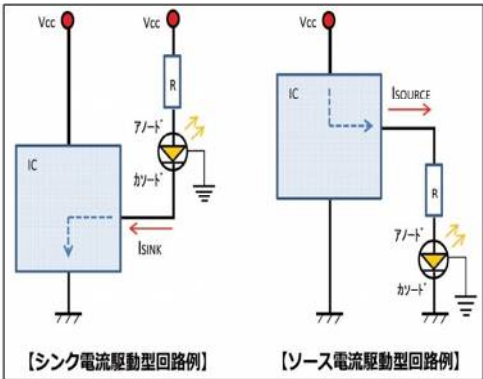 Vcc
Vcc
R
アノード
カソード
IC
ISINK
【シンク電流駆動型回路例】
Vcc
IC
ISOURCE
R
アノード
カソード
【ソース電流駆動型回路例】